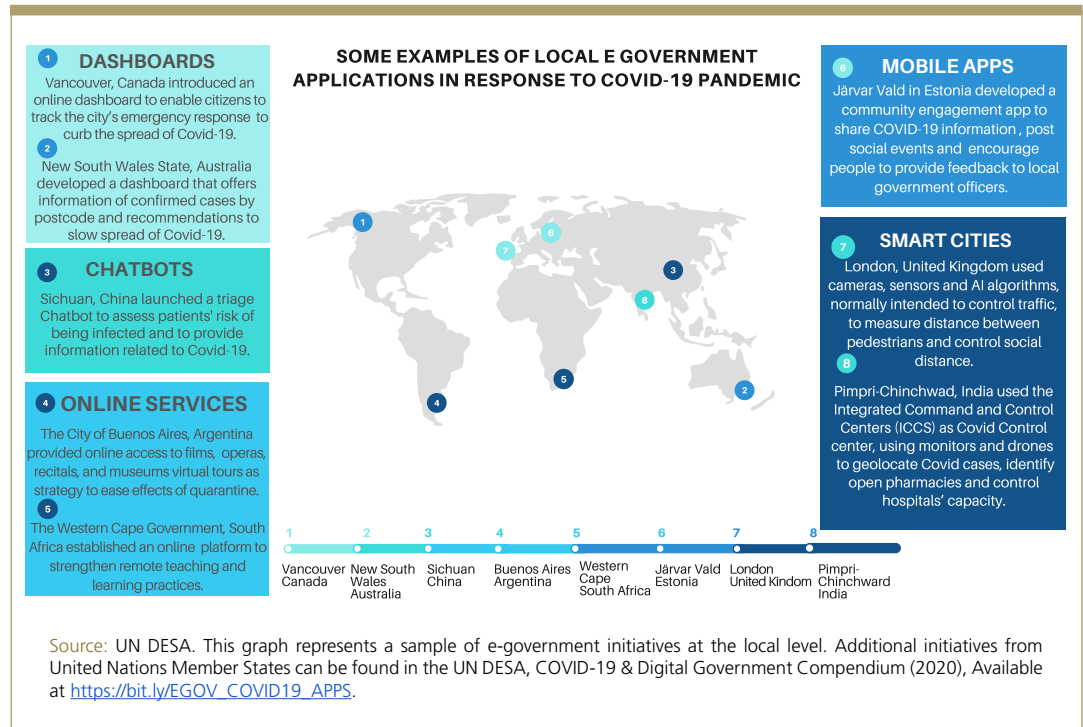 SOME EXAMPLES OF LOCAL E GOVERNMENT
APPLICATIONS IN RESPONSE TO COVID-19 PANDEMIC
1
DASHBOARDS
Vancouver, Canada introduced an
online dashboard to enable citizens to
track the city's emergency response to
curb the spread of Covid-19.
2
New South Wales State, Australia
developed a dashboard that offers
information of confirmed cases by
postcode and recommendations to
slow spread of Covid-19.
3
CHATBOTS
Sichuan, China launched a triage
Chatbot to assess patients' risk of
being infected and to provide
information related to Covid-19.
4
ONLINE SERVICES
The City of Buenos Aires, Argentina
provided online access to films, operas,
recitals, and museums virtual tours as
strategy to ease effects of quarantine.
5
The Western Cape Government, South
Africa established an online platform to
strengthen remote teaching and
learning practices.
1
6
7
3
8
5
4
2
6
MOBILE APPS
Järvar Vald in Estonia developed a
community engagement app to
share COVID-19 information , post
social events and encourage
people to provide feedback to local
government officers.
7
SMART CITIES
London, United Kingdom used
cameras, sensors and AI algorithms,
normally intended to control traffic,
to measure distance between
pedestrians and control social
distance.
8
Pimpri-Chinchwad, India used the
Integrated Command and Control
Centers (ICCS) as Covid Control
center, using monitors and drones
to geolocate Covid cases, identify
open pharmacies and control
hospitals' capacity.
1 2 3 4 5 6 7 8
Vancouver
Canada
New South
Wales
Australia
Sichuan
China
Buenos Aires
Argentina
Western
Cape
South Africa
Järvar Vald
Estonia
London
United Kindom
Pimpri-
Chinchward
India
Source: UN DESA. This graph represents a sample of e-government initiatives at the local level. Additional initiatives from
United Nations Member States can be found in the UN DESA, COVID-19 & Digital Government Compendium (2020), Available
at https://bit.ly/EGOV_COVID19_APPS.